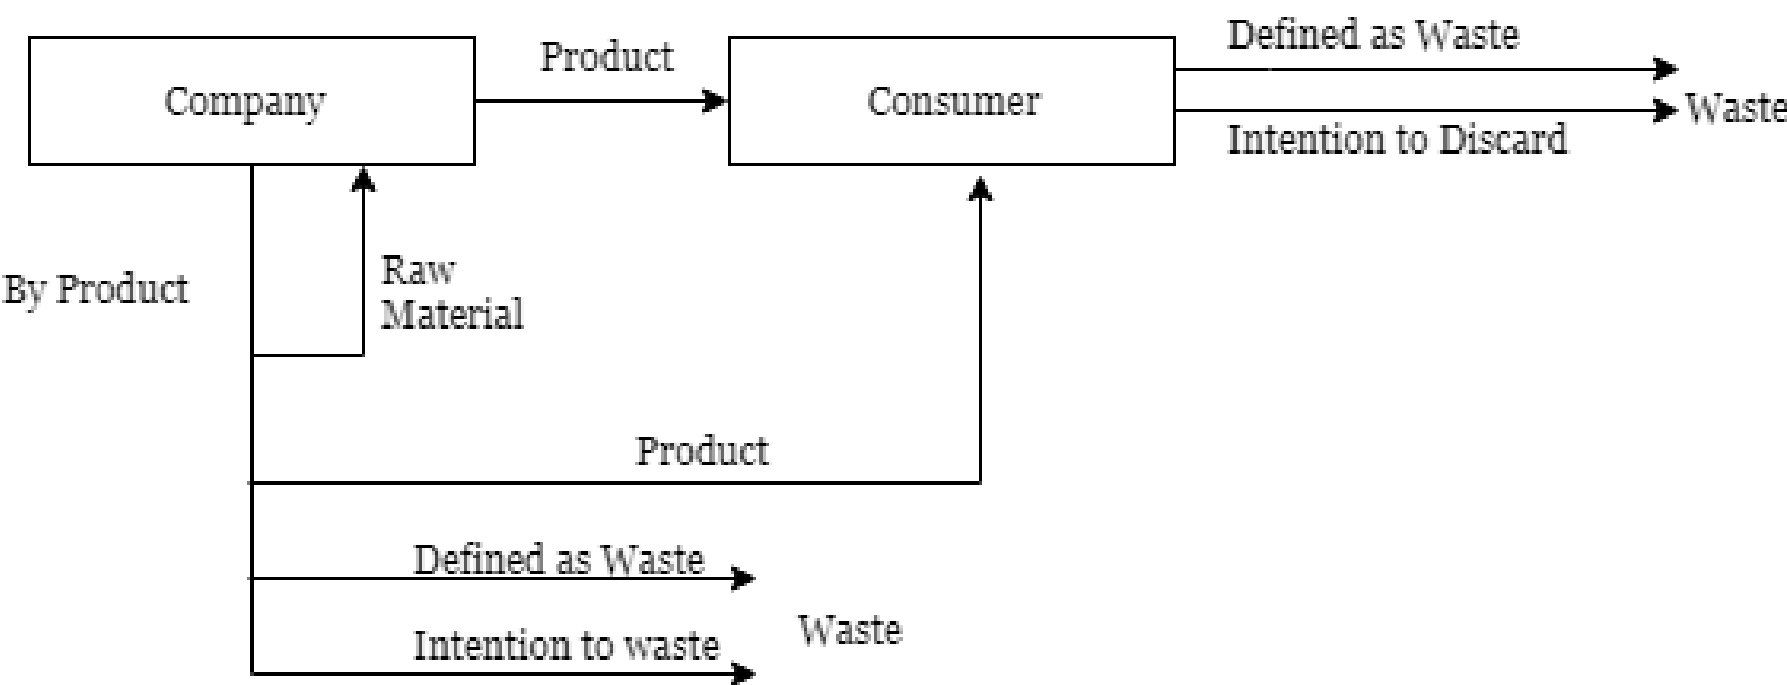 Defined as Waste
Product
Company
Consumer
Waste
Intention to Discard
By Product
Raw
Material
Product
Defined as Waste
Waste
Intention to waste